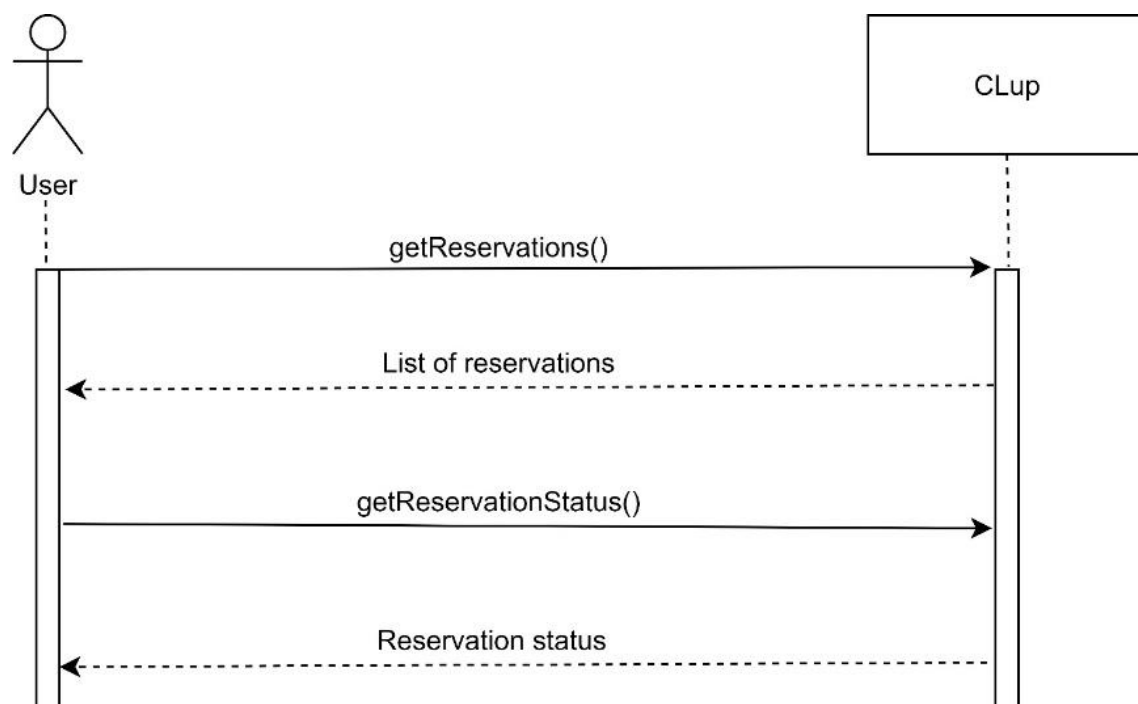 CLup
User
getReservations()
List of reservations
getReservationStatus()
Reservation status